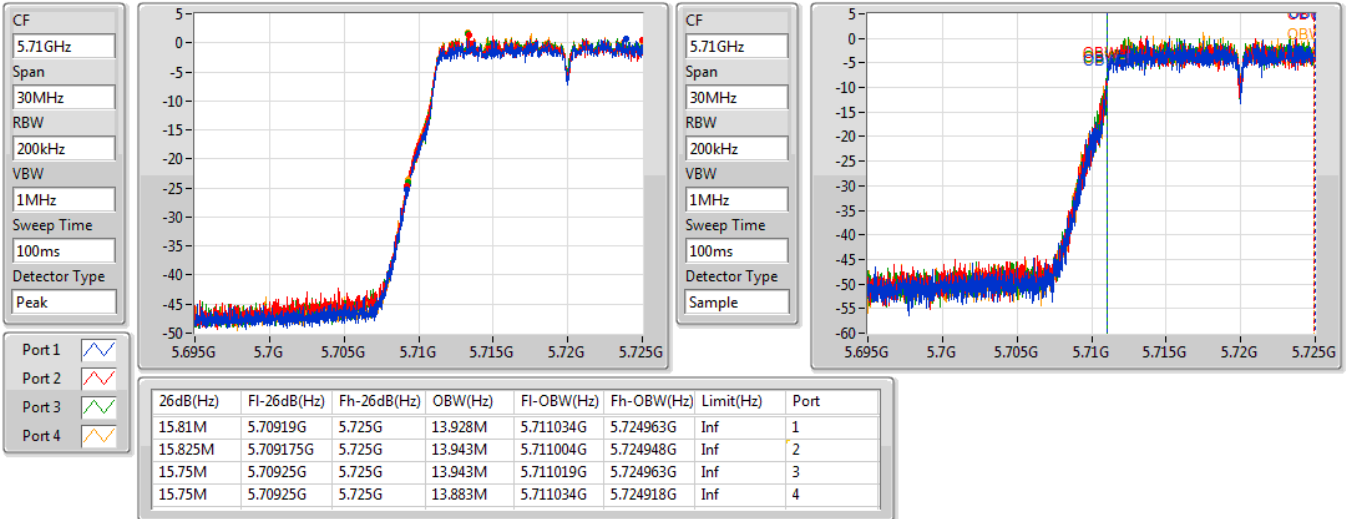 CF
5.71GHz
Span
30MHz
RBW
200kHz
VBW
1MHz
Sweep Time
100ms
Detector Type
Peak
5
0
-5
-10
-15
-20
-25
-30
-35
-40
-45
-50
5.695G 5.7G 5.705G 5.71G 5.715G 5.72G 5.725G
CF
5.71GHz
Span
30MHz
RBW
200kHz
VBW
1MHz
Sweep Time
100ms
Detector Type
Sample
5
0
-5
-10
-15
-20
-25
-30
-35
-40
-45
-50
-55
-60
5.695G 5.7G 5.705G 5.71G 5.715G 5.72G 5.725G
Port 1
Port 2
Port 3
Port 4
26dB(Hz) Fl-26dB(Hz) Fh-26dB(Hz) OBW(Hz) Fl-OBW(Hz) Fh-OBW(Hz) Limit(Hz) Port
15.81M 5.70919G 5.725G 13.928M 5.711034G 5.724963G Inf 1
15.825M 5.709175G 5.725G 13.943M 5.711004G 5.724948G Inf 2
15.75M 5.70925G 5.725G 13.943M 5.711019G 5.724963G Inf 3
15.75M 5.70925G 5.725G 13.883M 5.711034G 5.724918G Inf 4